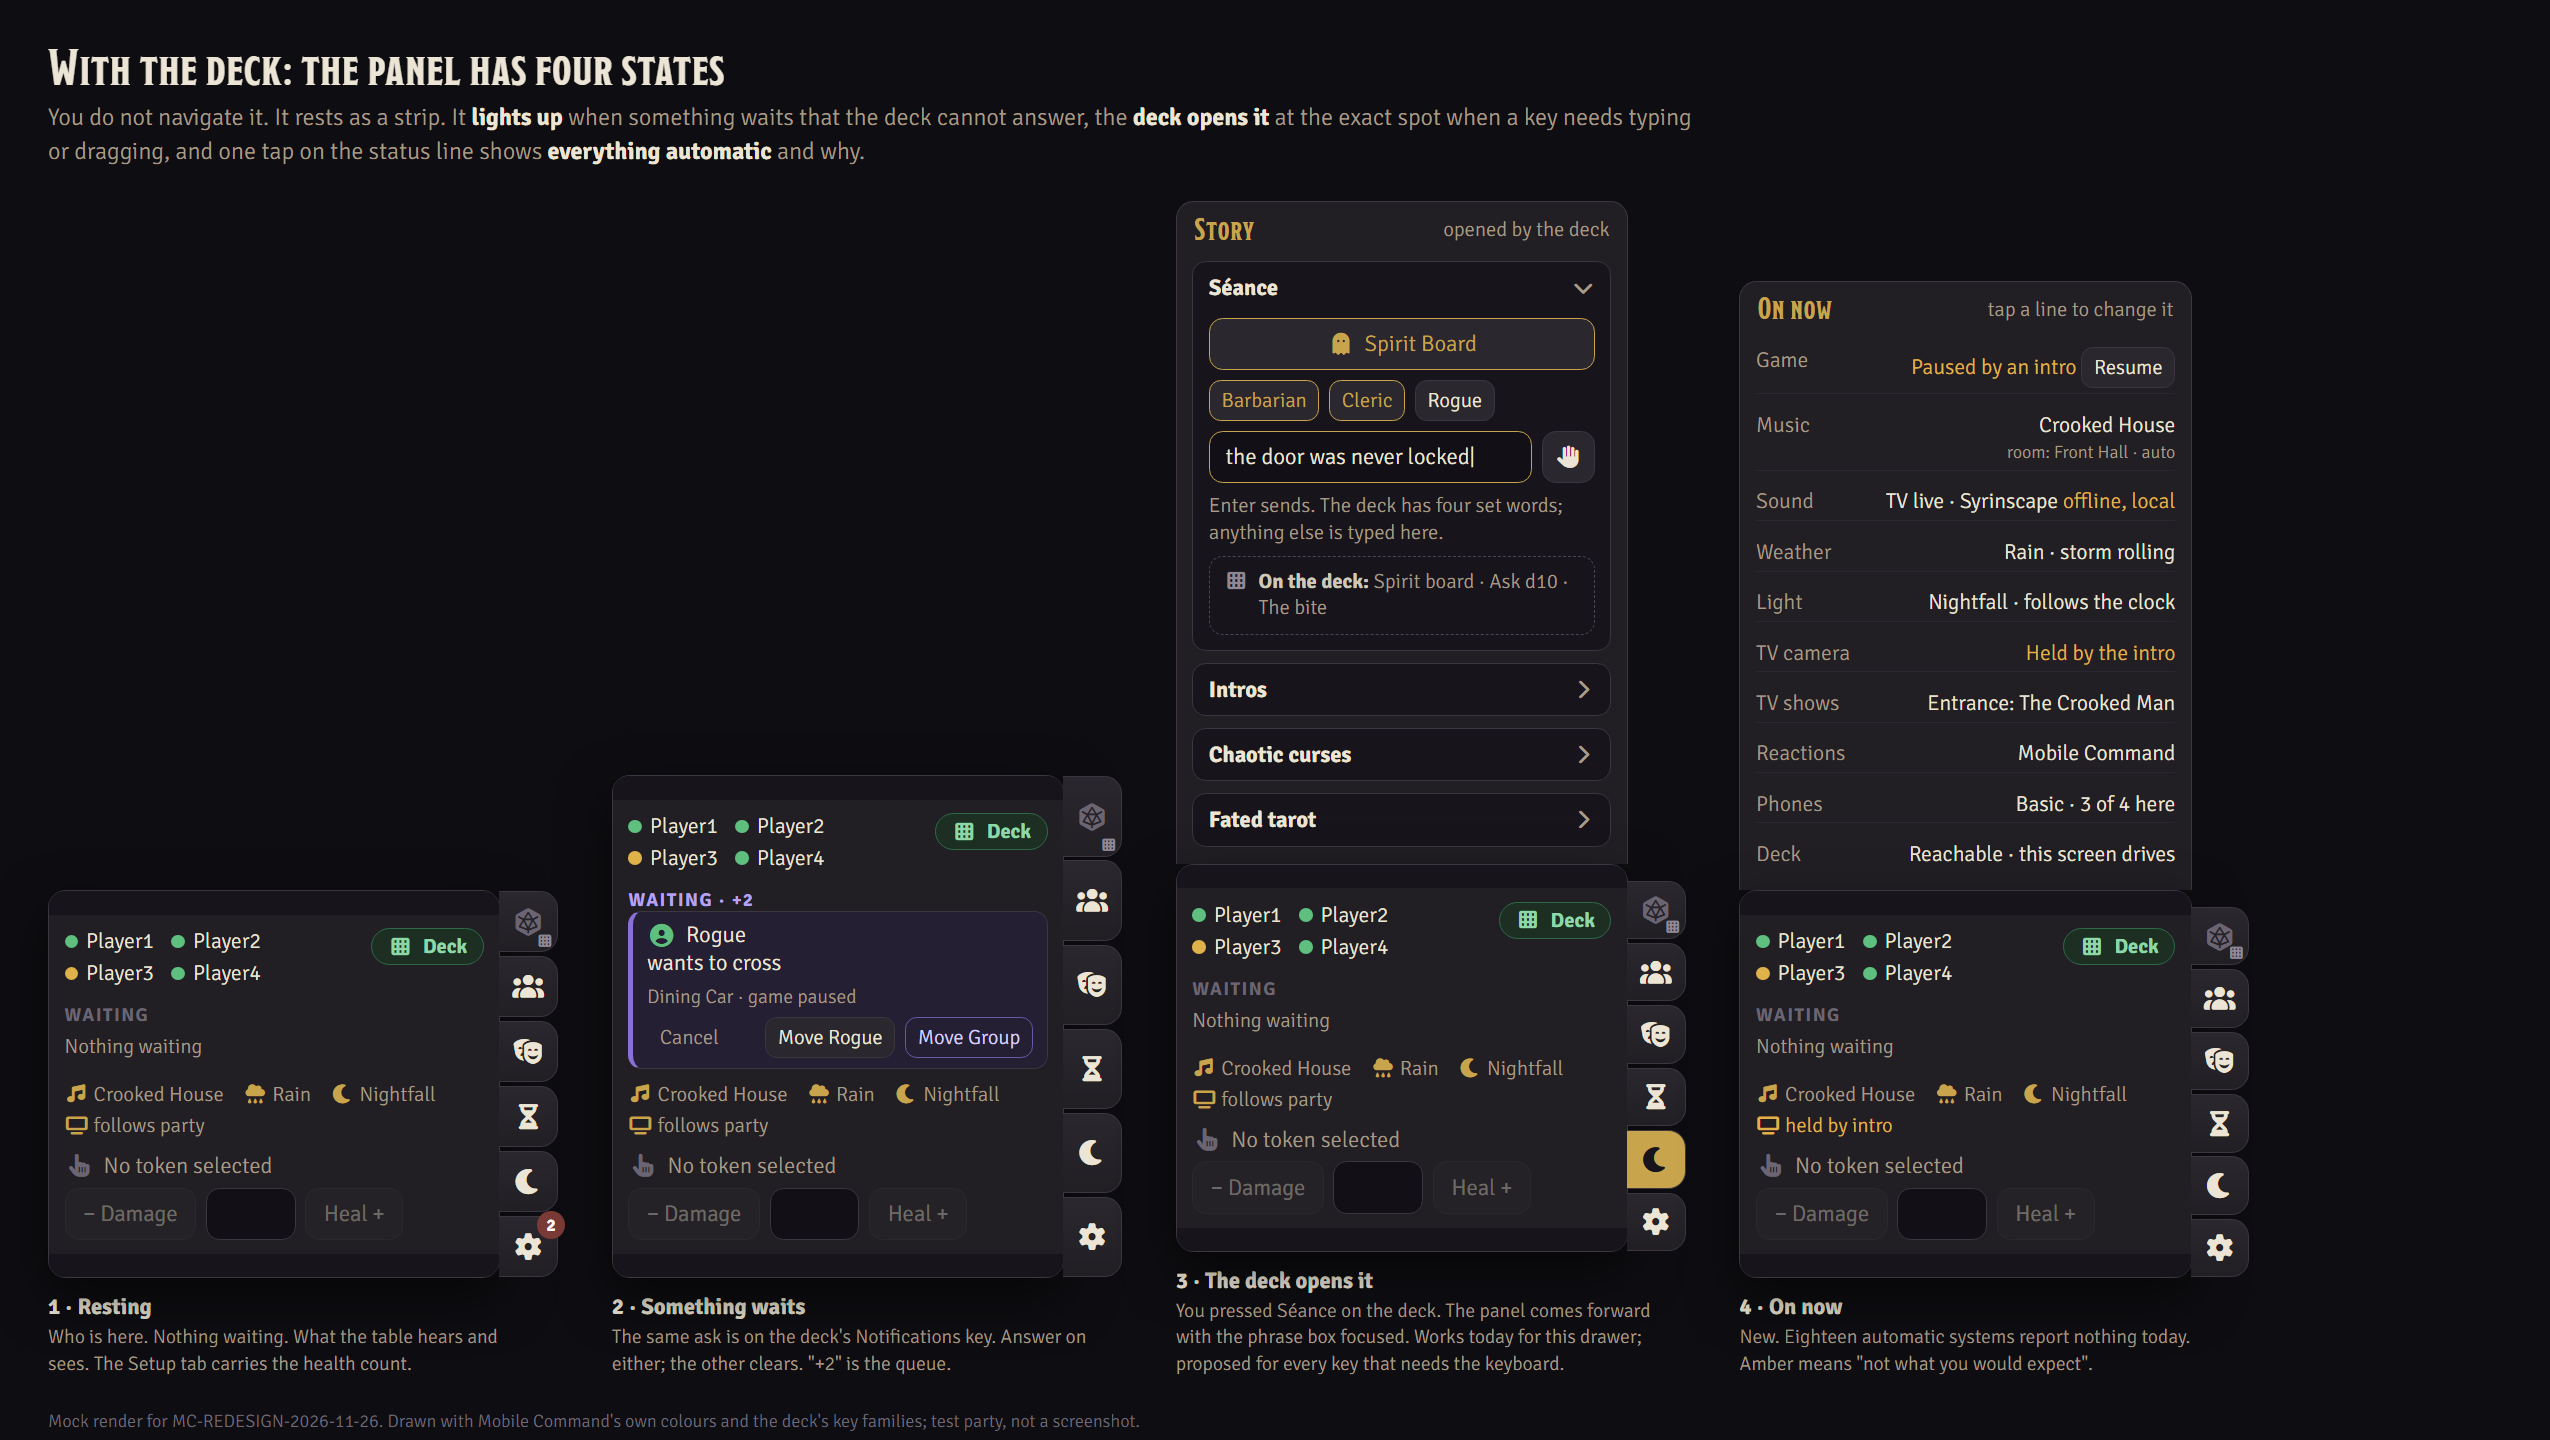 With the deck: the panel has four states
You do not navigate it. It rests as a strip. It lights up when something waits that the deck cannot answer, the deck opens it at the exact spot when a key needs typing
or dragging, and one tap on the status line shows everything automatic and why.
Player1 Player2
Player3 Player4
Deck
WAITING
Nothing waiting
Crooked House Rain Nightfall
follows party
No token selected
− Damage Heal +
2
1 · Resting
Who is here. Nothing waiting. What the table hears and
sees. The Setup tab carries the health count.
Player1 Player2
Player3 Player4
Deck
WAITING · +2
Rogue
wants to cross
Dining Car · game paused
Cancel Move Rogue Move Group
Crooked House Rain Nightfall
follows party
No token selected
− Damage Heal +
2 · Something waits
The same ask is on the deck's Notifications key. Answer on
either; the other clears. "+2" is the queue.
Story opened by the deck
Séance
Spirit Board
Barbarian Cleric Rogue
the door was never locked
Enter sends. The deck has four set words;
anything else is typed here.
On the deck: Spirit board · Ask d10 ·
The bite
Intros
Chaotic curses
Fated tarot
Player1 Player2
Player3 Player4
Deck
WAITING
Nothing waiting
Crooked House Rain Nightfall
follows party
No token selected
− Damage Heal +
3 · The deck opens it
You pressed Séance on the deck. The panel comes forward
with the phrase box focused. Works today for this drawer;
proposed for every key that needs the keyboard.
On now tap a line to change it
Game Paused by an intro Resume
Music Crooked House
room: Front Hall · auto
Sound TV live · Syrinscape offline, local
Weather Rain · storm rolling
Light Nightfall · follows the clock
TV camera Held by the intro
TV shows Entrance: The Crooked Man
Reactions Mobile Command
Phones Basic · 3 of 4 here
Deck Reachable · this screen drives
Player1 Player2
Player3 Player4
Deck
WAITING
Nothing waiting
Crooked House Rain Nightfall
held by intro
No token selected
− Damage Heal +
4 · On now
New. Eighteen automatic systems report nothing today.
Amber means "not what you would expect".
Mock render for MC-REDESIGN-2026-11-26. Drawn with Mobile Command's own colours and the deck's key families; test party, not a screenshot.